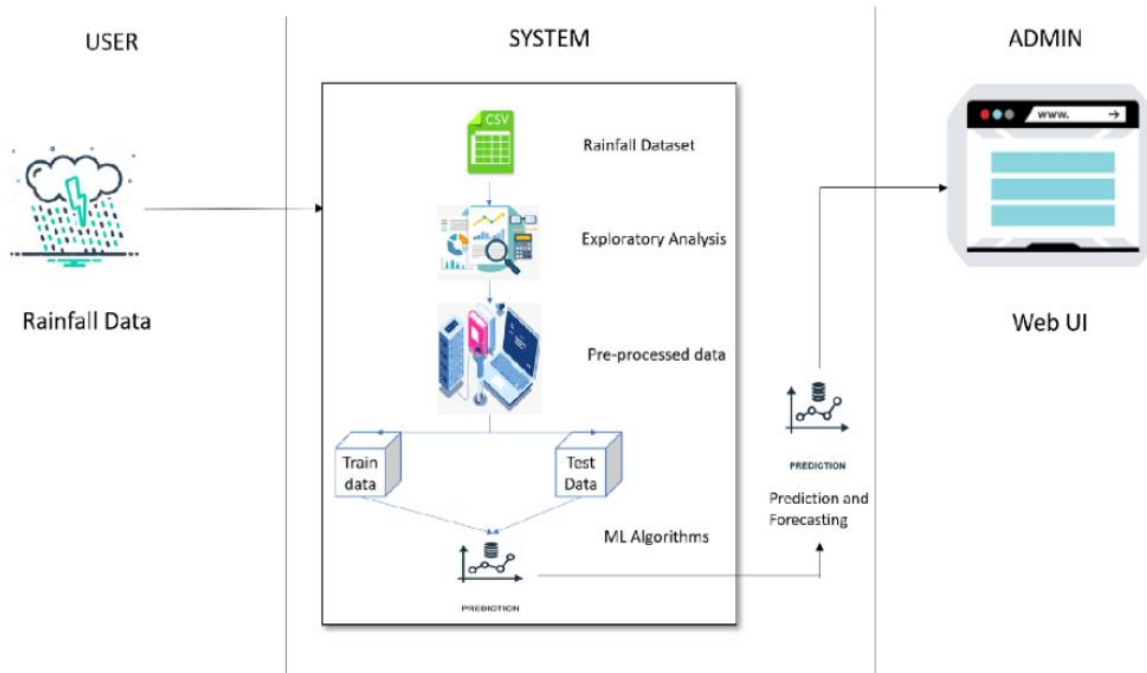 USER
SYSTEM
ADMIN
CSV
Rainfall Dataset
Exploratory Analysis
Pre-processed data
Train
data
Test
Data
ML Algorithms
PREDICTION
Rainfall Data
PREDICTION
Prediction and
Forecasting
www.
Web UI